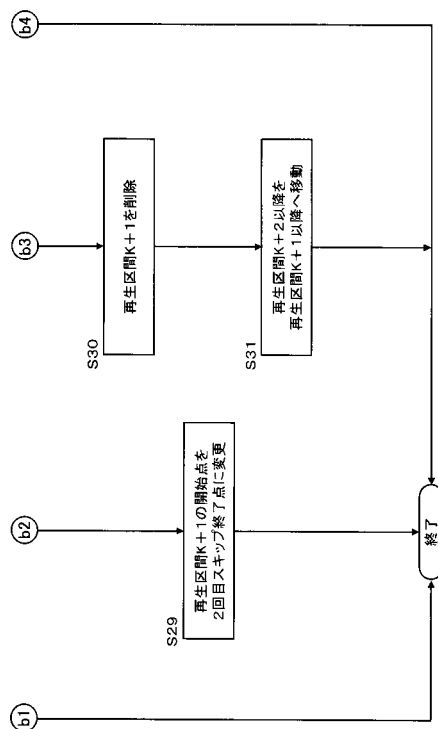 b1
b2
b3
b4
S29
再生区間K+1の開始点を
2回目スキップ終了点に変更
S30
再生区間K+1を削除
S31
再生区間K+2以降を
再生区間K+1以降へ移動
終了